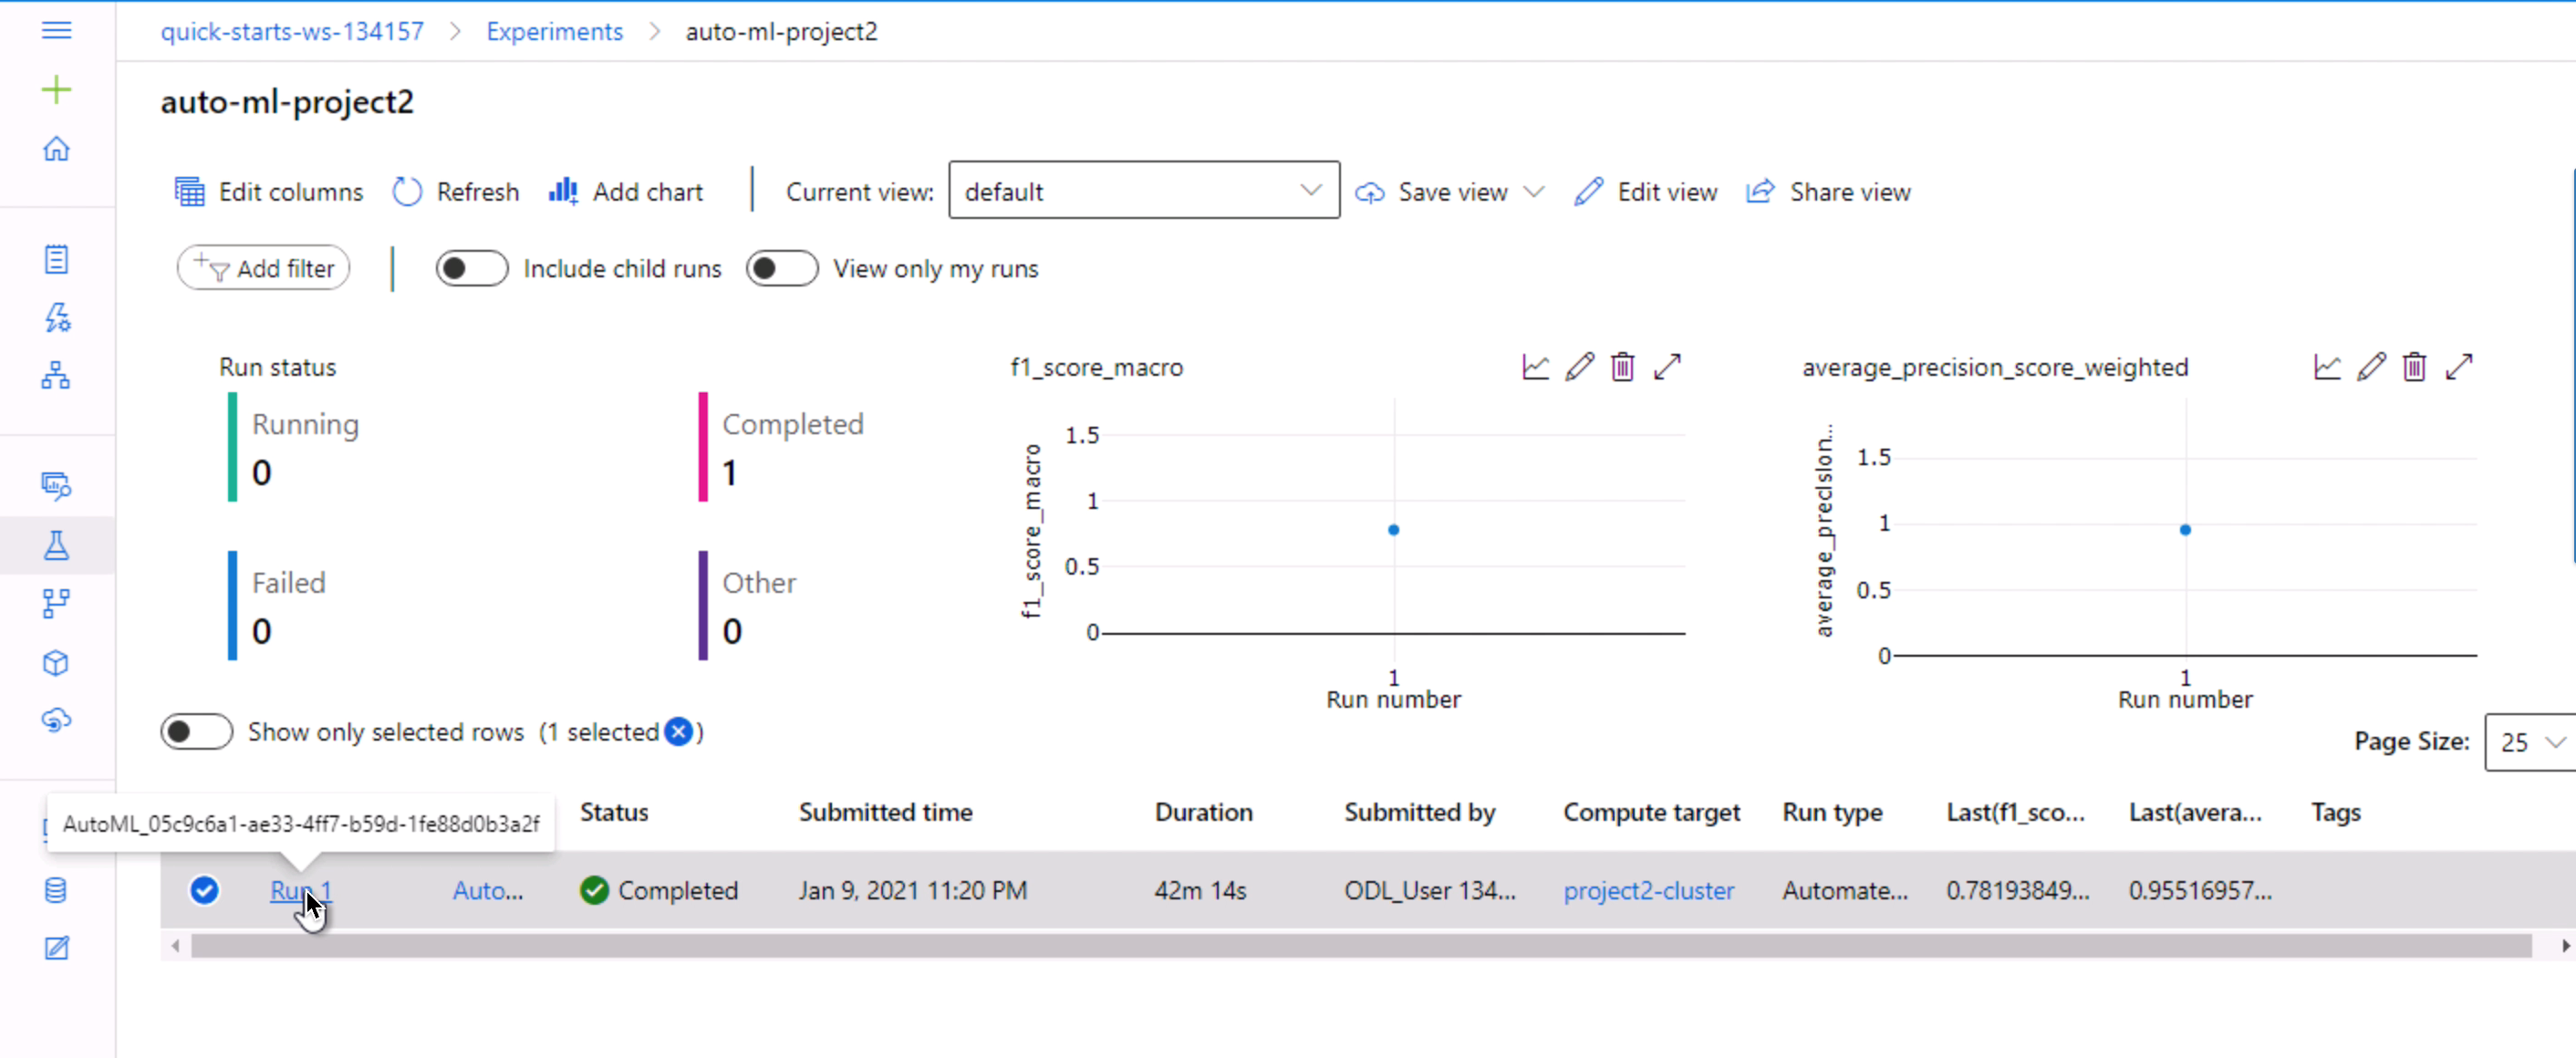 quick-starts-ws-134157 > Experiments > auto-ml-project2
auto-ml-project2
Edit columns Refresh Add chart Current view: default Save view Edit view Share view
Add filter Include child runs View only my runs
Run status
Running
0
Completed
1
Failed
0
Other
0
f1_score_macro
f1_score_macro
1.5
1
0.5
0
1
Run number
average_precision_score_weighted
average_precision...
1.5
1
0.5
0
1
Run number
Show only selected rows (1 selected )
Page Size: 25
AutoML_05c9c6a1-ae33-4ff7-b59d-1fe88d0b3a2f
Status Submitted time Duration Submitted by Compute target Run type Last(f1_sco... Last(avera... Tags
Run 1 Auto... Completed Jan 9, 2021 11:20 PM 42m 14s ODL_User 134... project2-cluster Automate... 0.78193849... 0.95516957...